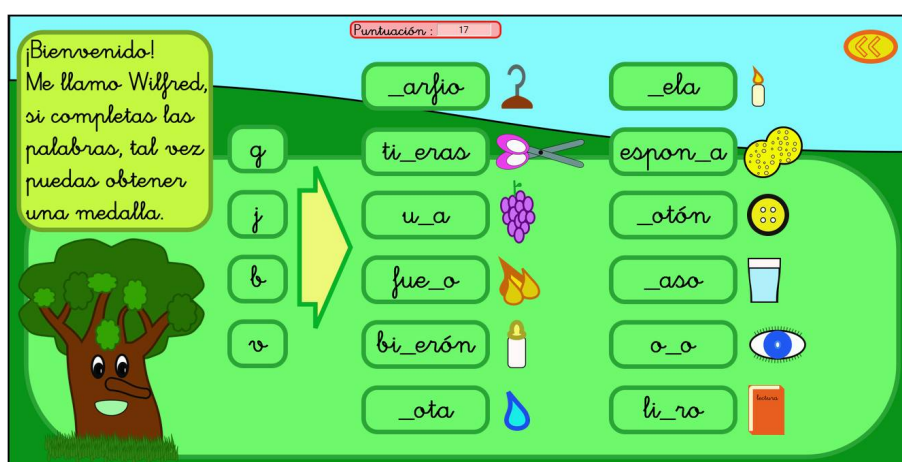 Puntuación : 17
¡Bienvenido!
Me llamo Wilfred,
si completas las
palabras, tal vez
puedas obtener
una medalla.
g
j
b
v
_arfio
ti_eras
u_a
fue_o
bi_erón
_ota
_ela
espon_a
_otón
_aso
o_o
li_ro
lectura